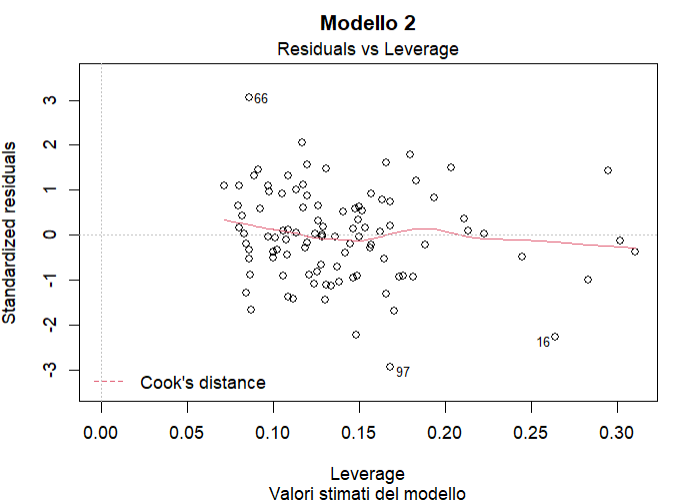 Modello 2
Residuals vs Leverage
Standardized residuals
3
2
1
0
-1
-2
-3
66
16
97
Cook's distance
0.00 0.05 0.10 0.15 0.20 0.25 0.30
Leverage
Valori stimati del modello